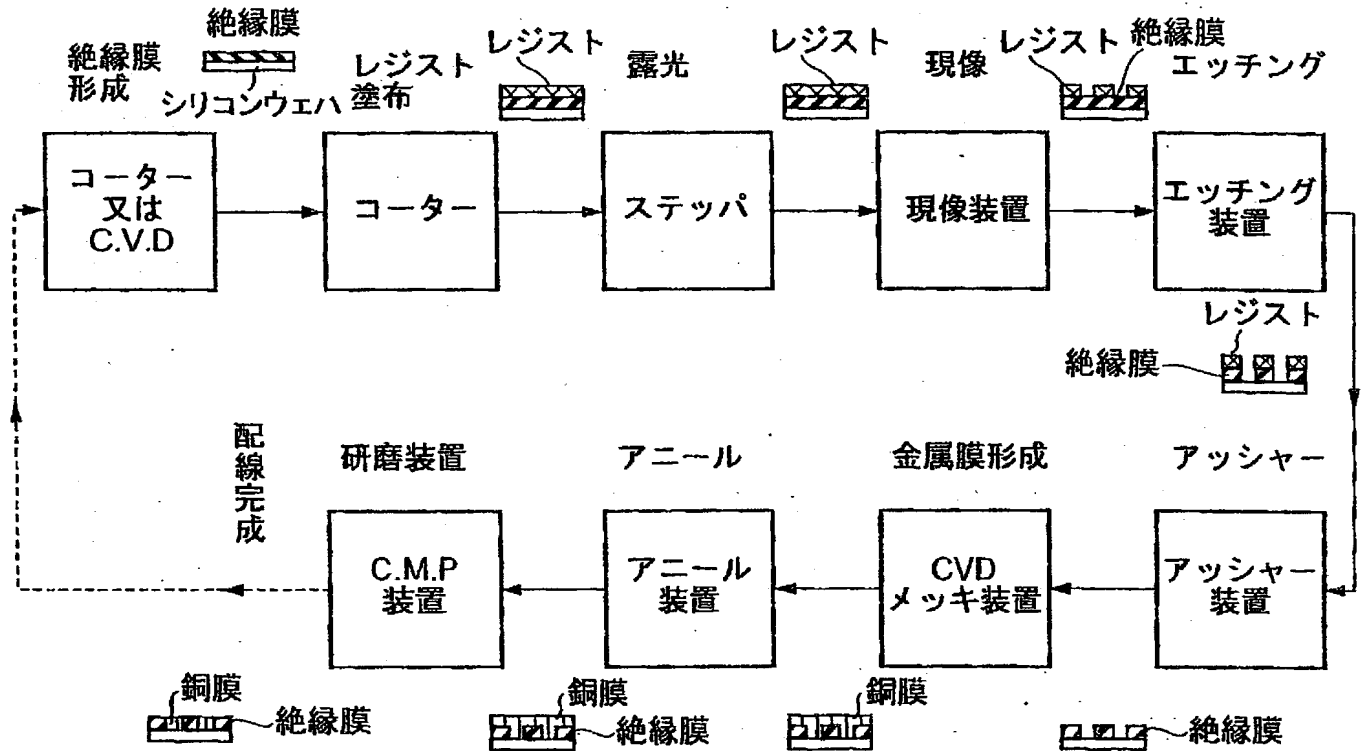 絶縁膜
形成
絶縁膜
シリコンウェハ
レジスト
塗布
レジスト
露光
レジスト
現像
レジスト
絶縁膜
エッチング
コーター
又は
C.V.D
コーター
ステッパ
現像装置
エッチング
装置
レジスト
絶縁膜
配線完成
研磨装置
アニール
金属膜形成
アッシャー
C.M.P
装置
アニール
装置
CVD
メッキ装置
アッシャー
装置
銅膜
絶縁膜
銅膜
絶縁膜
銅膜
絶縁膜